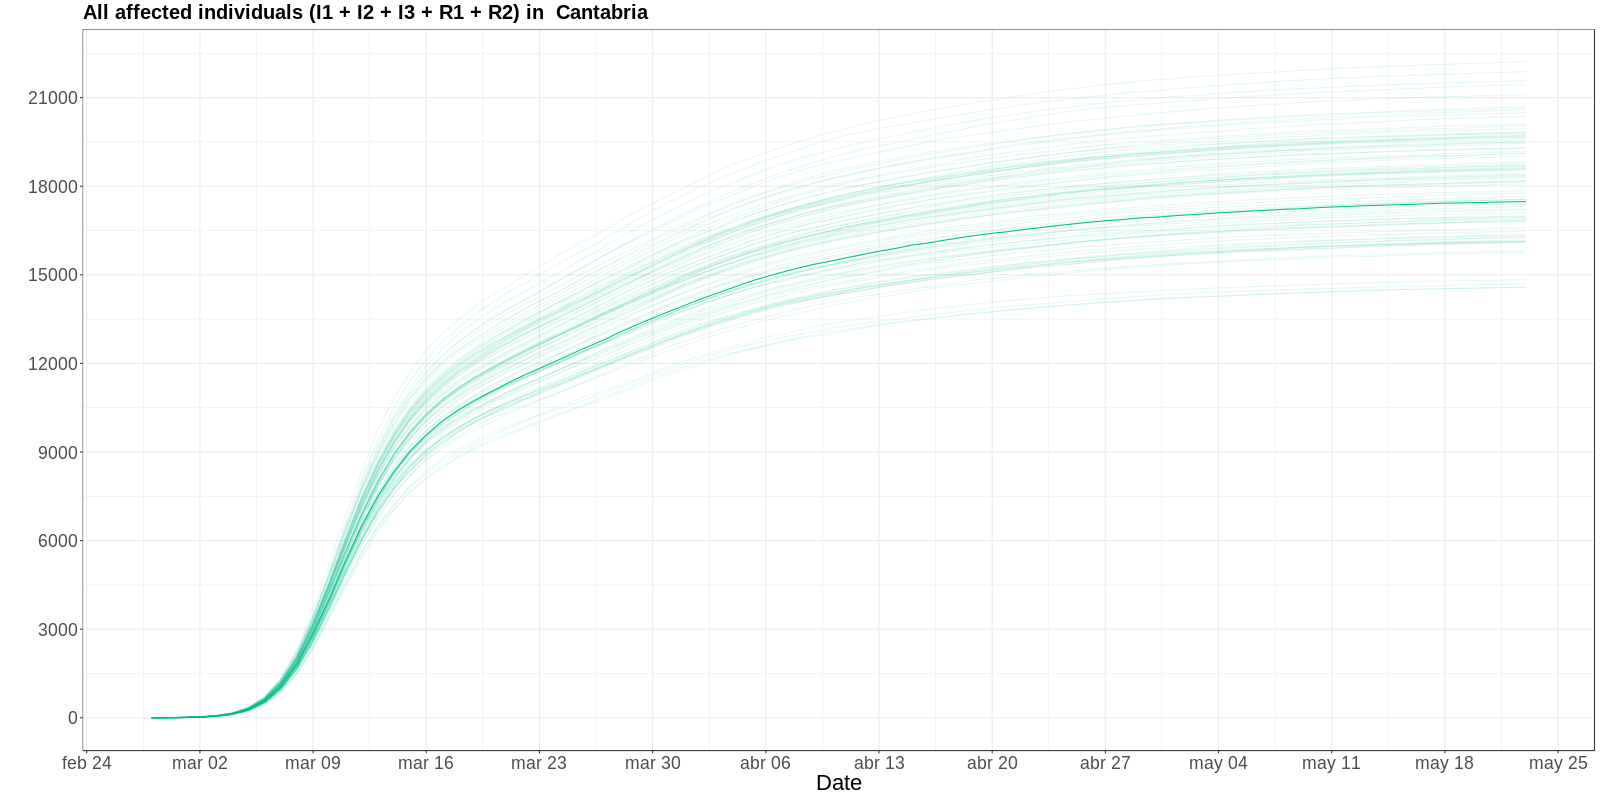 All affected individuals (I1 + I2 + I3 + R1 + R2) in  Cantabria
21000
18000
15000
12000
9000
6000
3000
0
feb 24 mar 02 mar 09 mar 16 mar 23 mar 30 abr 06 abr 13 abr 20 abr 27 may 04 may 11 may 18 may 25
Date